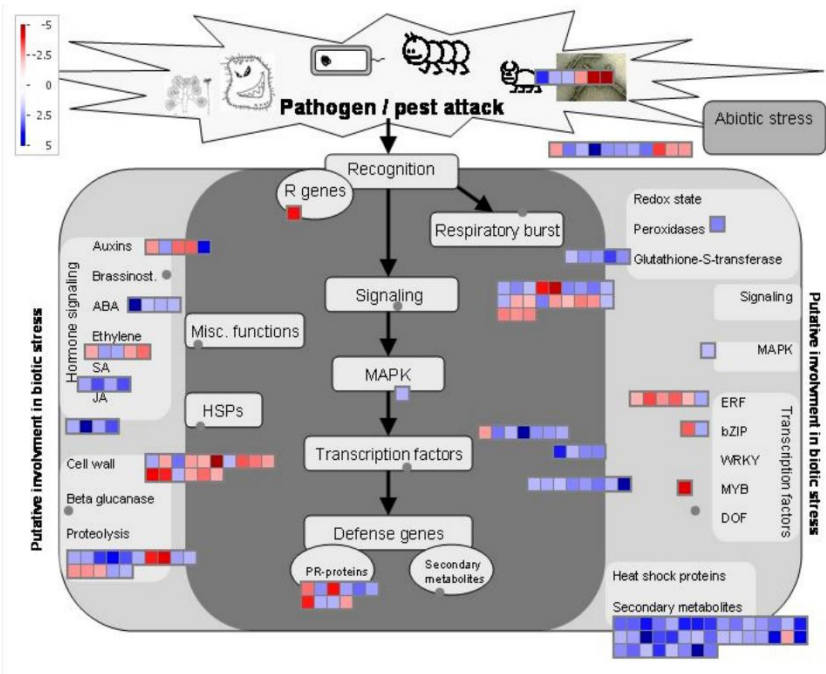 -5
-2.5
0
2.5
5
Pathogen / pest attack
Abiotic stress
Recognition
R genes
Respiratory burst
Redox state
Peroxidases
Glutathione-S-transferase
Auxins
Brassinost.
ABA
Ethylene
SA
JA
Hormone signaling
Signaling
Signaling
Misc. functions
MAPK
MAPK
HSPs
ERF
bZIP
WRKY
MYB
DOF
Transcription factors
Transcription factors
Cell wall
Beta glucanase
Proteolysis
Defense genes
PR-proteins
Secondary
metabolites
Heat shock proteins
Secondary metabolites
Putative involvment in biotic stress
Putative involvment in biotic stress